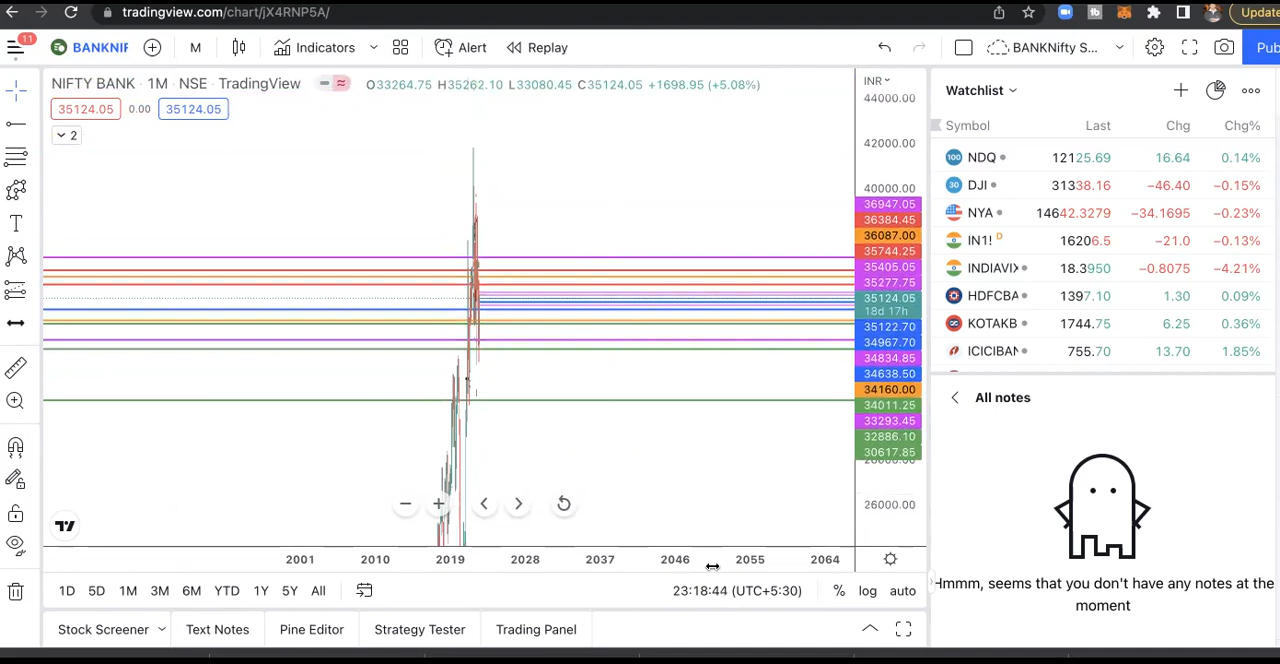 tradingview.com/chart/jX4RNP5A/
Update
11
BANKNIF
M
Indicators
Alert
Replay
BANKNifty S...
Pub
NIFTY BANK · 1M · NSE · TradingView
O33264.75 H35262.10 L33080.45 C35124.05 +1698.95 (+5.08%)
35124.05 0.00 35124.05
2
INR
44000.00
42000.00
40000.00
36947.05
36384.45
36087.00
35744.25
35405.05
35277.75
35124.05
18d 17h
35122.70
34967.70
34834.85
34638.50
34160.00
34011.25
33293.45
32886.10
30617.85
28000.00
26000.00
2001 2010 2019 2028 2037 2046 2055 2064
1D 5D 1M 3M 6M YTD 1Y 5Y All
23:18:44 (UTC+5:30) % log auto
Stock Screener Text Notes Pine Editor Strategy Tester Trading Panel
Watchlist
Symbol Last Chg Chg%
100 NDQ 12125.69 16.64 0.14%
30 DJI 31338.16 −46.40 −0.15%
NYA 14642.3279 −34.1695 −0.23%
IN1! D 16206.5 −21.0 −0.13%
INDIAVIX 18.3950 −0.8075 −4.21%
HDFCBA 1397.10 1.30 0.09%
KOTAKB 1744.75 6.25 0.36%
ICICIBAN 755.70 13.70 1.85%
All notes
Hmmm, seems that you don't have any notes at the
moment